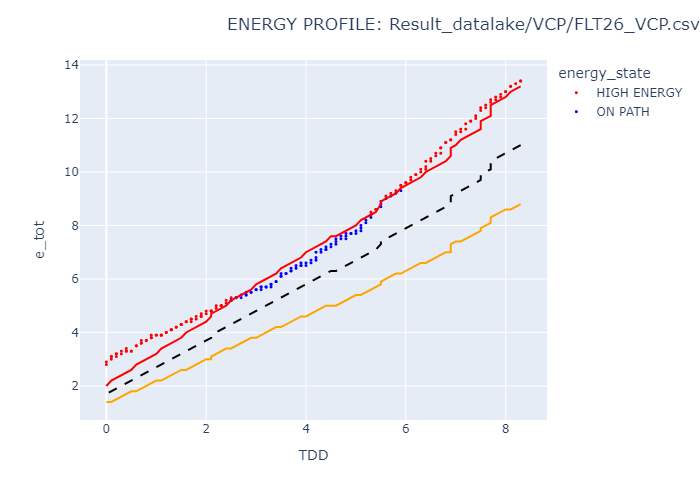 ENERGY PROFILE: Result_datalake/VCP/FLT26_VCP.csv
energy_state
HIGH ENERGY
ON PATH
14
12
10
8
6
4
2
e_tot
0
2
4
6
8
TDD